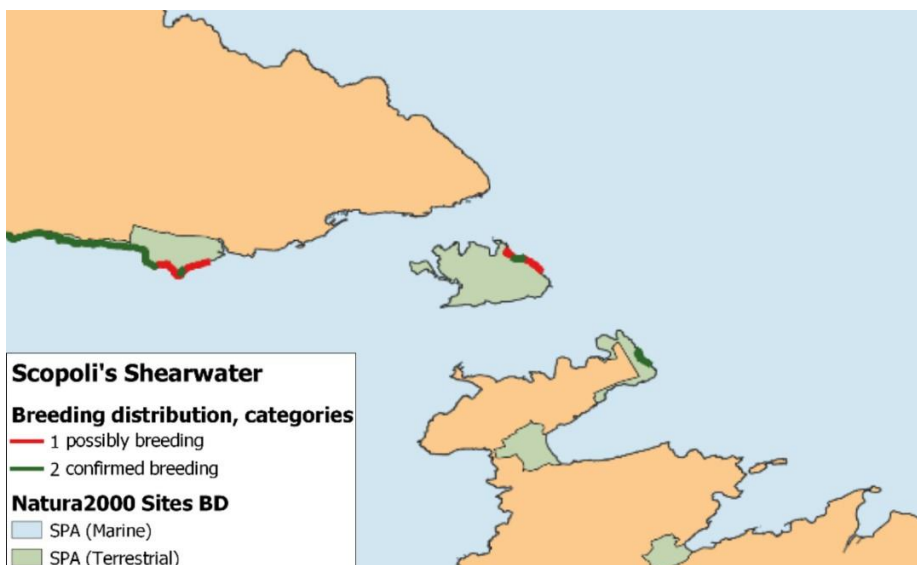 Scopoli's Shearwater
Breeding distribution, categories
1 possibly breeding
2 confirmed breeding
Natura2000 Sites BD
SPA (Marine)
SPA (Terrestrial)